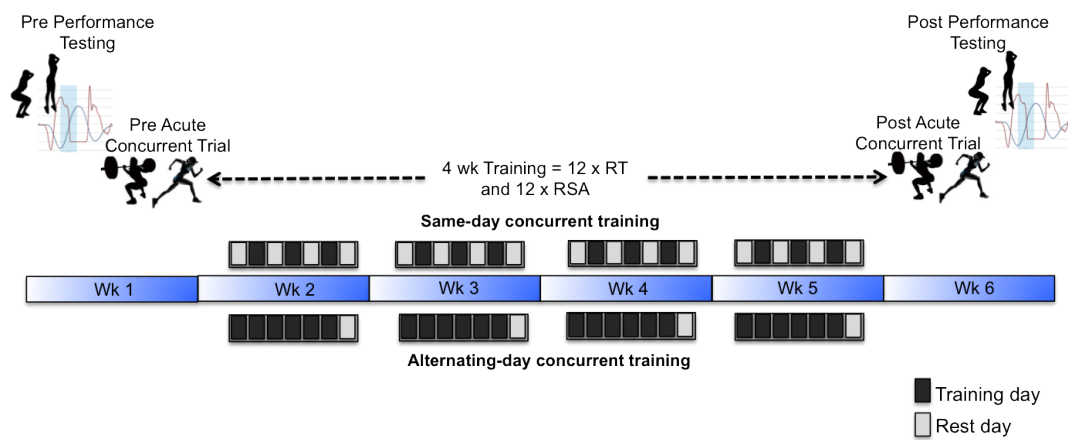 Pre Performance
Testing
Post Performance
Testing
Pre Acute
Concurrent Trial
Post Acute
Concurrent Trial
4 wk Training = 12 x RT
and 12 x RSA
Same-day concurrent training
Wk 1
Wk 2
Wk 3
Wk 4
Wk 5
Wk 6
Alternating-day concurrent training
Training day
Rest day